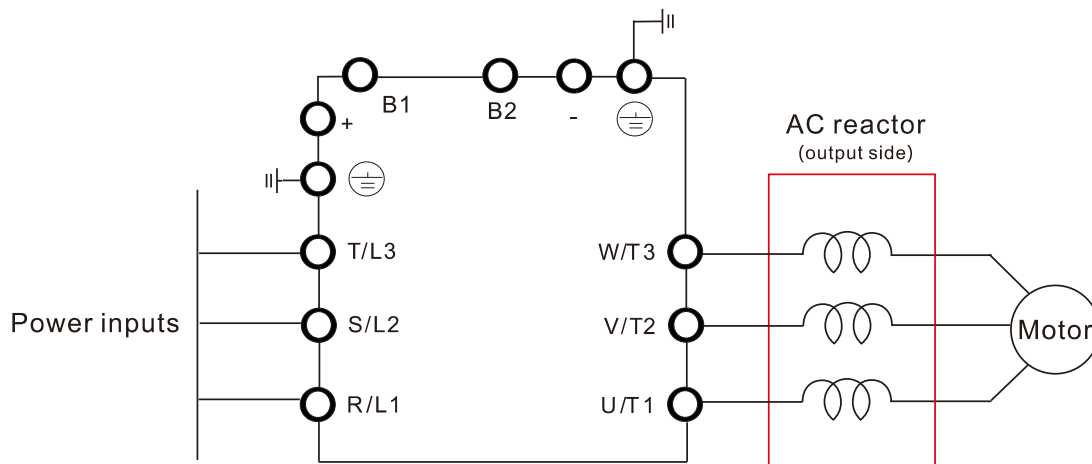 B1
B2
+
-
AC reactor
(output side)
T/L3
W/T3
Power inputs
S/L2
V/T2
Motor
R/L1
U/T1